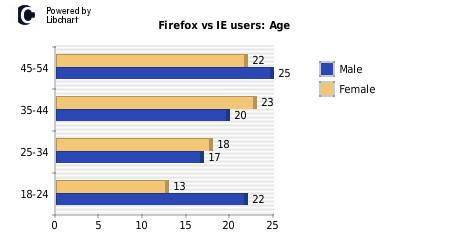 Powered by
Libchart
Firefox vs IE users: Age
45-54
22
25
Male
Female
35-44
23
20
25-34
18
17
18-24
13
22
0 5 10 15 20 25